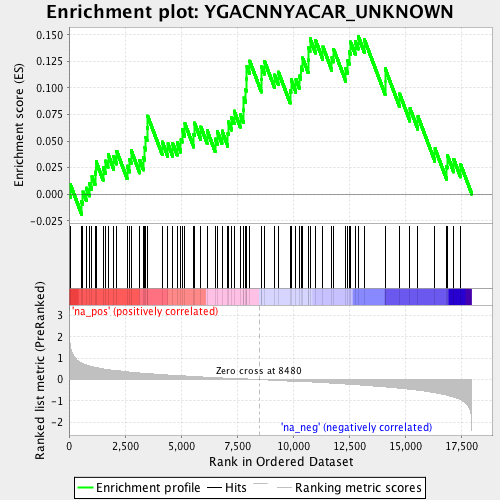 Enrichment plot: YGACNNYACAR_UNKNOWN
Enrichment score (ES)
0.150
0.125
0.100
0.075
0.050
0.025
0.000
-0.025
'na_pos' (positively correlated)
Ranked list metric (PreRanked)
3
2
1
0
-1
-2
Zero cross at 8480
'na_neg' (negatively correlated)
0
2,500
5,000
7,500
10,000
12,500
15,000
17,500
Rank in Ordered Dataset
Enrichment profile
Hits
Ranking metric scores